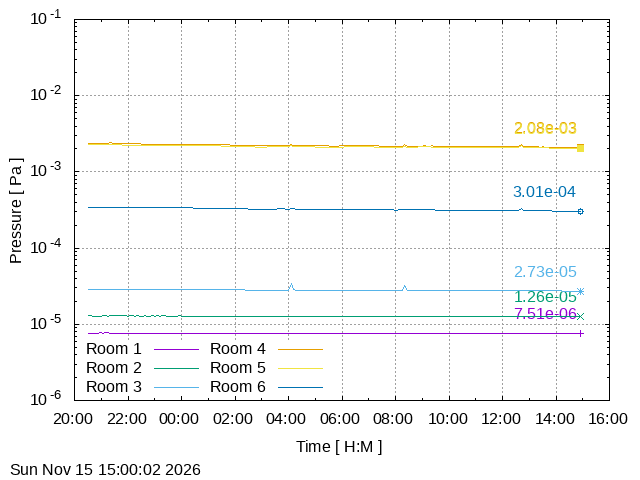 10^-1
10^-2
10^-3
10^-4
10^-5
10^-6
Pressure [ Pa ]
2.08e-03
3.01e-04
2.73e-05
1.26e-05
7.51e-06
Room 1 Room 4
Room 2 Room 5
Room 3 Room 6
20:00 22:00 00:00 02:00 04:00 06:00 08:00 10:00 12:00 14:00 16:00
Time [ H:M ]
Sun Nov 15 15:00:02 2026